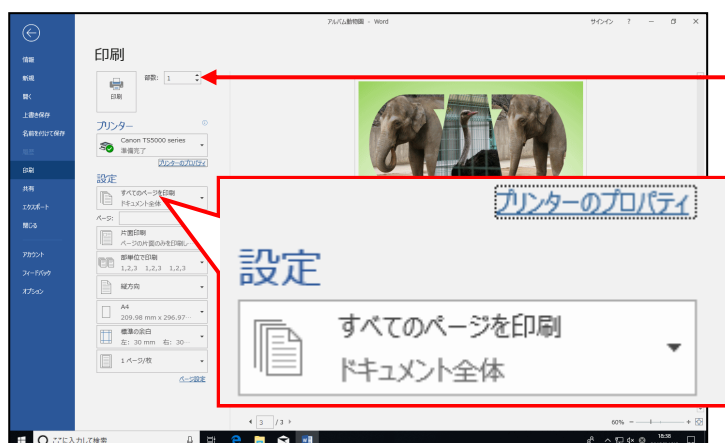 アルバム動物園 - Word
サインイン ?
情報
新規
開く
上書き保存
名前を付けて保存
印刷
共有
エクスポート
閉じる
アカウント
フィードバック
オプション
印刷
部数: 1
印刷
プリンター
Canon TS5000 series
準備完了
プリンターのプロパティ
設定
すべてのページを印刷
ドキュメント全体
ページ:
片面印刷
ページの片面のみを印刷し…
部単位で印刷
1,2,3 1,2,3 1,2,3
縦方向
A4
209.98 mm x 296.97…
標準の余白
左: 30 mm 右: 30…
1 ページ/枚
ページ設定
プリンターのプロパティ
設定
すべてのページを印刷
ドキュメント全体
3 / 3
60%
ここに入力して検索
18:38